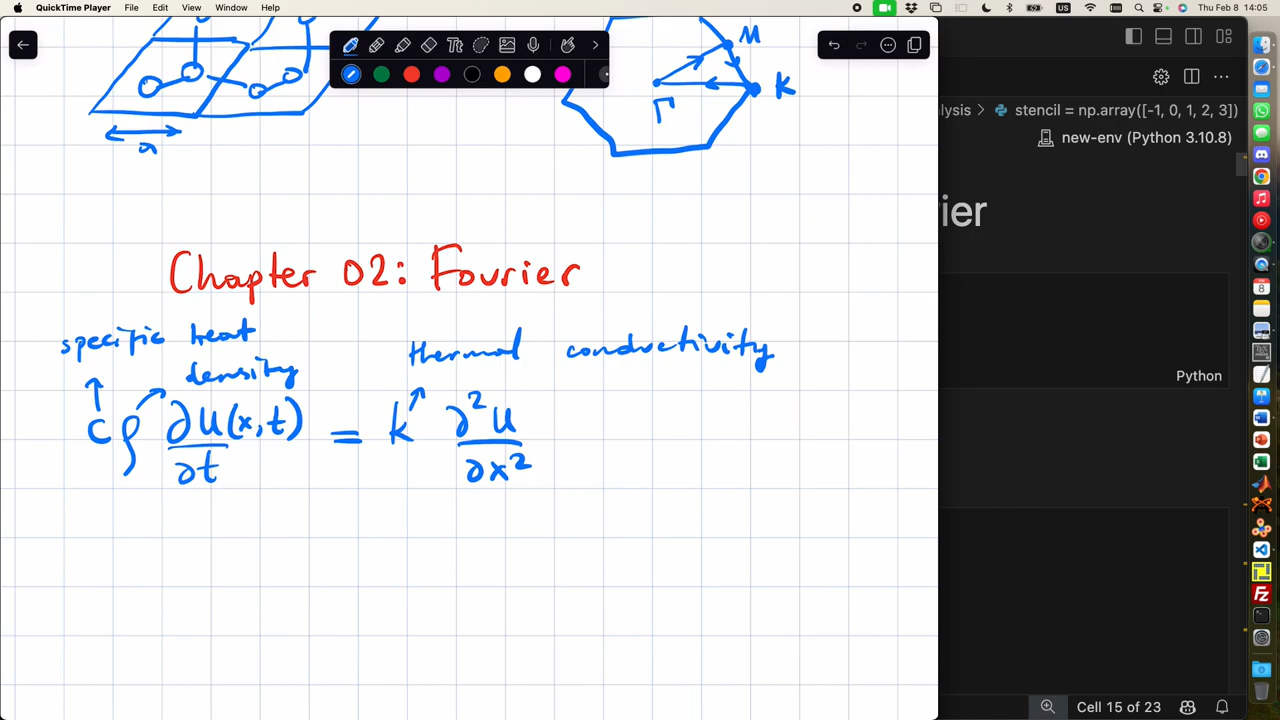 QuickTime Player File Edit View Window Help
Thu Feb 8 14:05
a
Γ
M
K
lysis > stencil = np.array([-1, 0, 1, 2, 3])
new-env (Python 3.10.8)
rier
Chapter 02: Fourier
specific heat
density
thermal conductivity
cρ ∂u(x,t)/∂t = k ∂²u/∂x²
Python
Cell 15 of 23